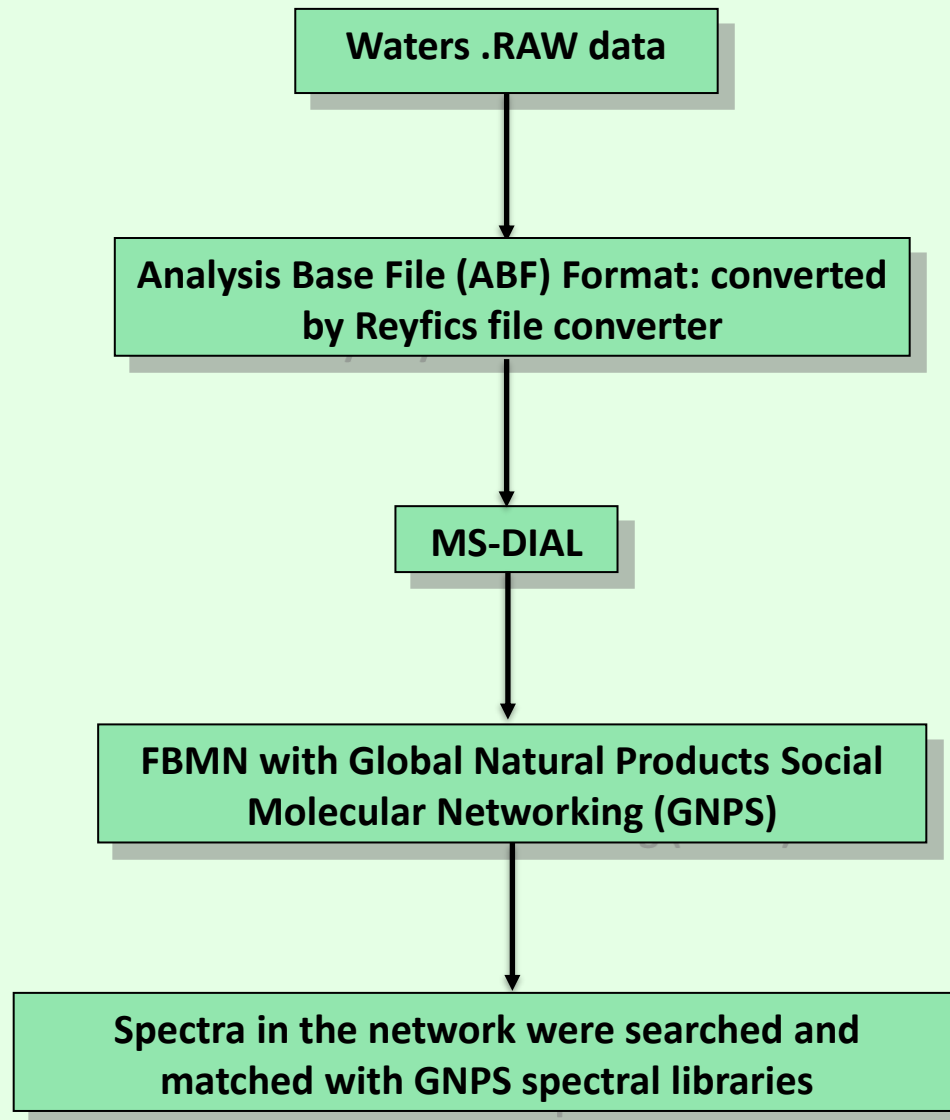 Waters .RAW data
Analysis Base File (ABF) Format: converted
by Reyfics file converter
MS-DIAL
FBMN with Global Natural Products Social
Molecular Networking (GNPS)
Spectra in the network were searched and
matched with GNPS spectral libraries